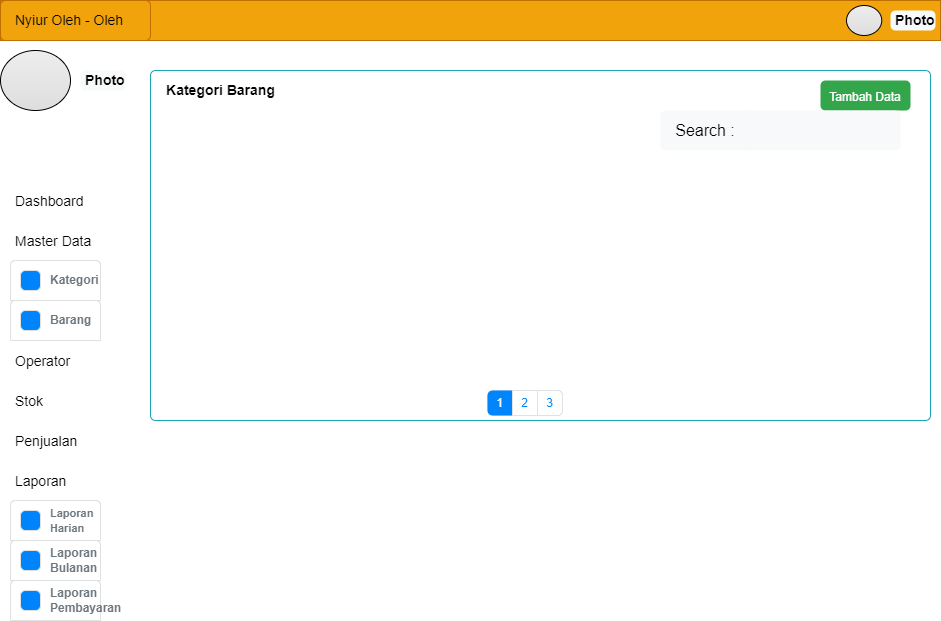 Nyiur Oleh - Oleh
Photo
Photo
Kategori Barang
Tambah Data
Search :
Dashboard
Master Data
Kategori
Barang
Operator
Stok
Penjualan
Laporan
Laporan
Harian
Laporan
Bulanan
Laporan
Pembayaran
1 2 3